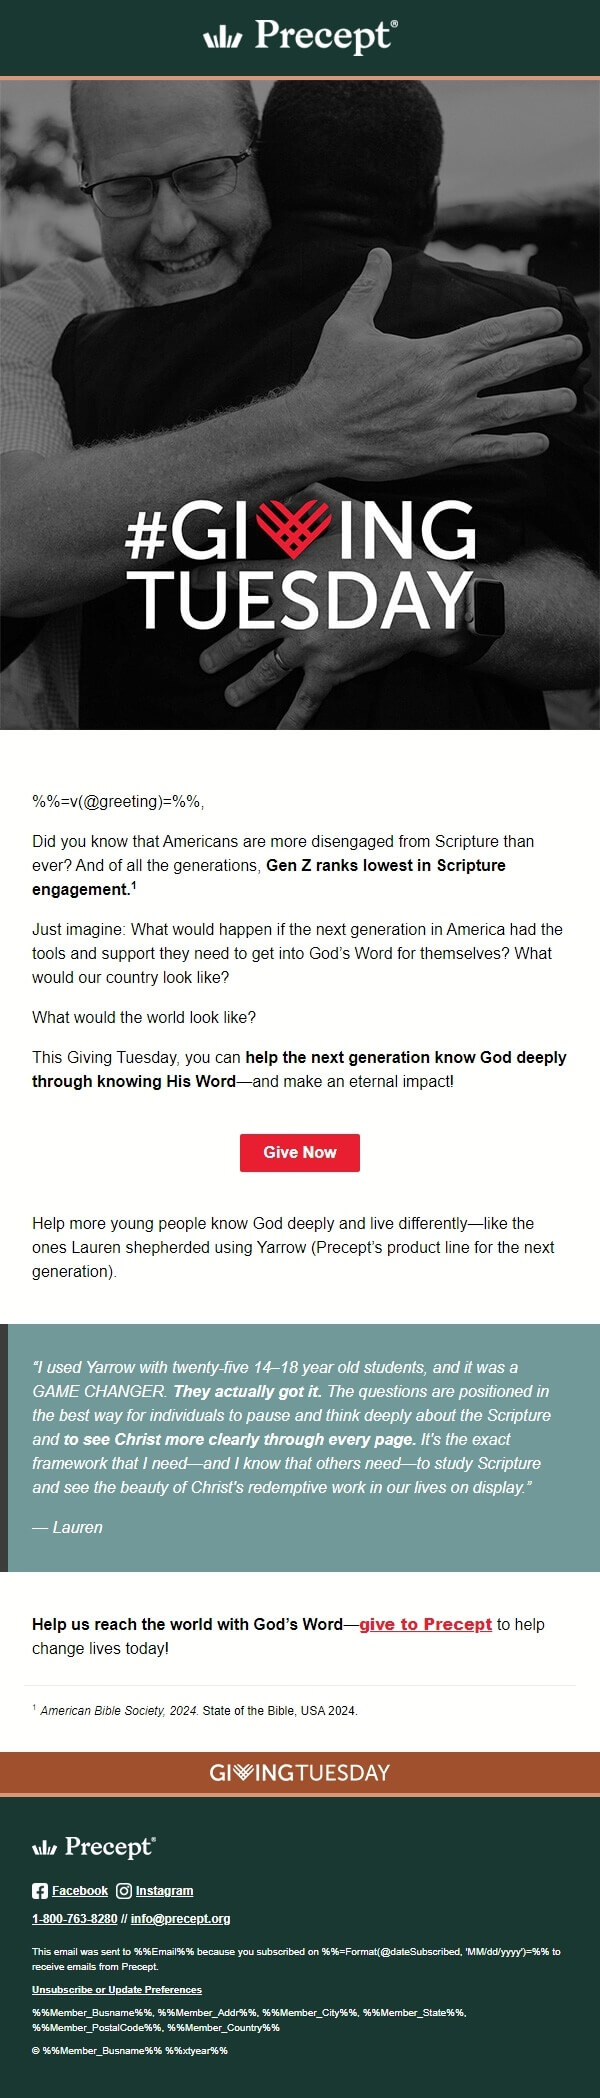 Precept®
#GIVING
TUESDAY
%%=v(@greeting)=%%,
Did you know that Americans are more disengaged from Scripture than
ever? And of all the generations, Gen Z ranks lowest in Scripture
engagement.¹
Just imagine: What would happen if the next generation in America had the
tools and support they need to get into God’s Word for themselves? What
would our country look like?
What would the world look like?
This Giving Tuesday, you can help the next generation know God deeply
through knowing His Word—and make an eternal impact!
Give Now
Help more young people know God deeply and live differently—like the
ones Lauren shepherded using Yarrow (Precept’s product line for the next
generation).
“I used Yarrow with twenty-five 14–18 year old students, and it was a
GAME CHANGER. They actually got it. The questions are positioned in
the best way for individuals to pause and think deeply about the Scripture
and to see Christ more clearly through every page. It's the exact
framework that I need—and I know that others need—to study Scripture
and see the beauty of Christ's redemptive work in our lives on display.”
— Lauren
Help us reach the world with God’s Word—give to Precept to help
change lives today!
¹ American Bible Society, 2024. State of the Bible, USA 2024.
GIVINGTUESDAY
Precept®
Facebook Instagram
1-800-763-8280 // info@precept.org
This email was sent to %%Email%% because you subscribed on %%=Format(@dateSubscribed, 'MM/dd/yyyy')=%% to
receive emails from Precept.
Unsubscribe or Update Preferences
%%Member_Busname%%, %%Member_Addr%%, %%Member_City%%, %%Member_State%%,
%%Member_PostalCode%%, %%Member_Country%%
© %%Member_Busname%% %%xtyear%%